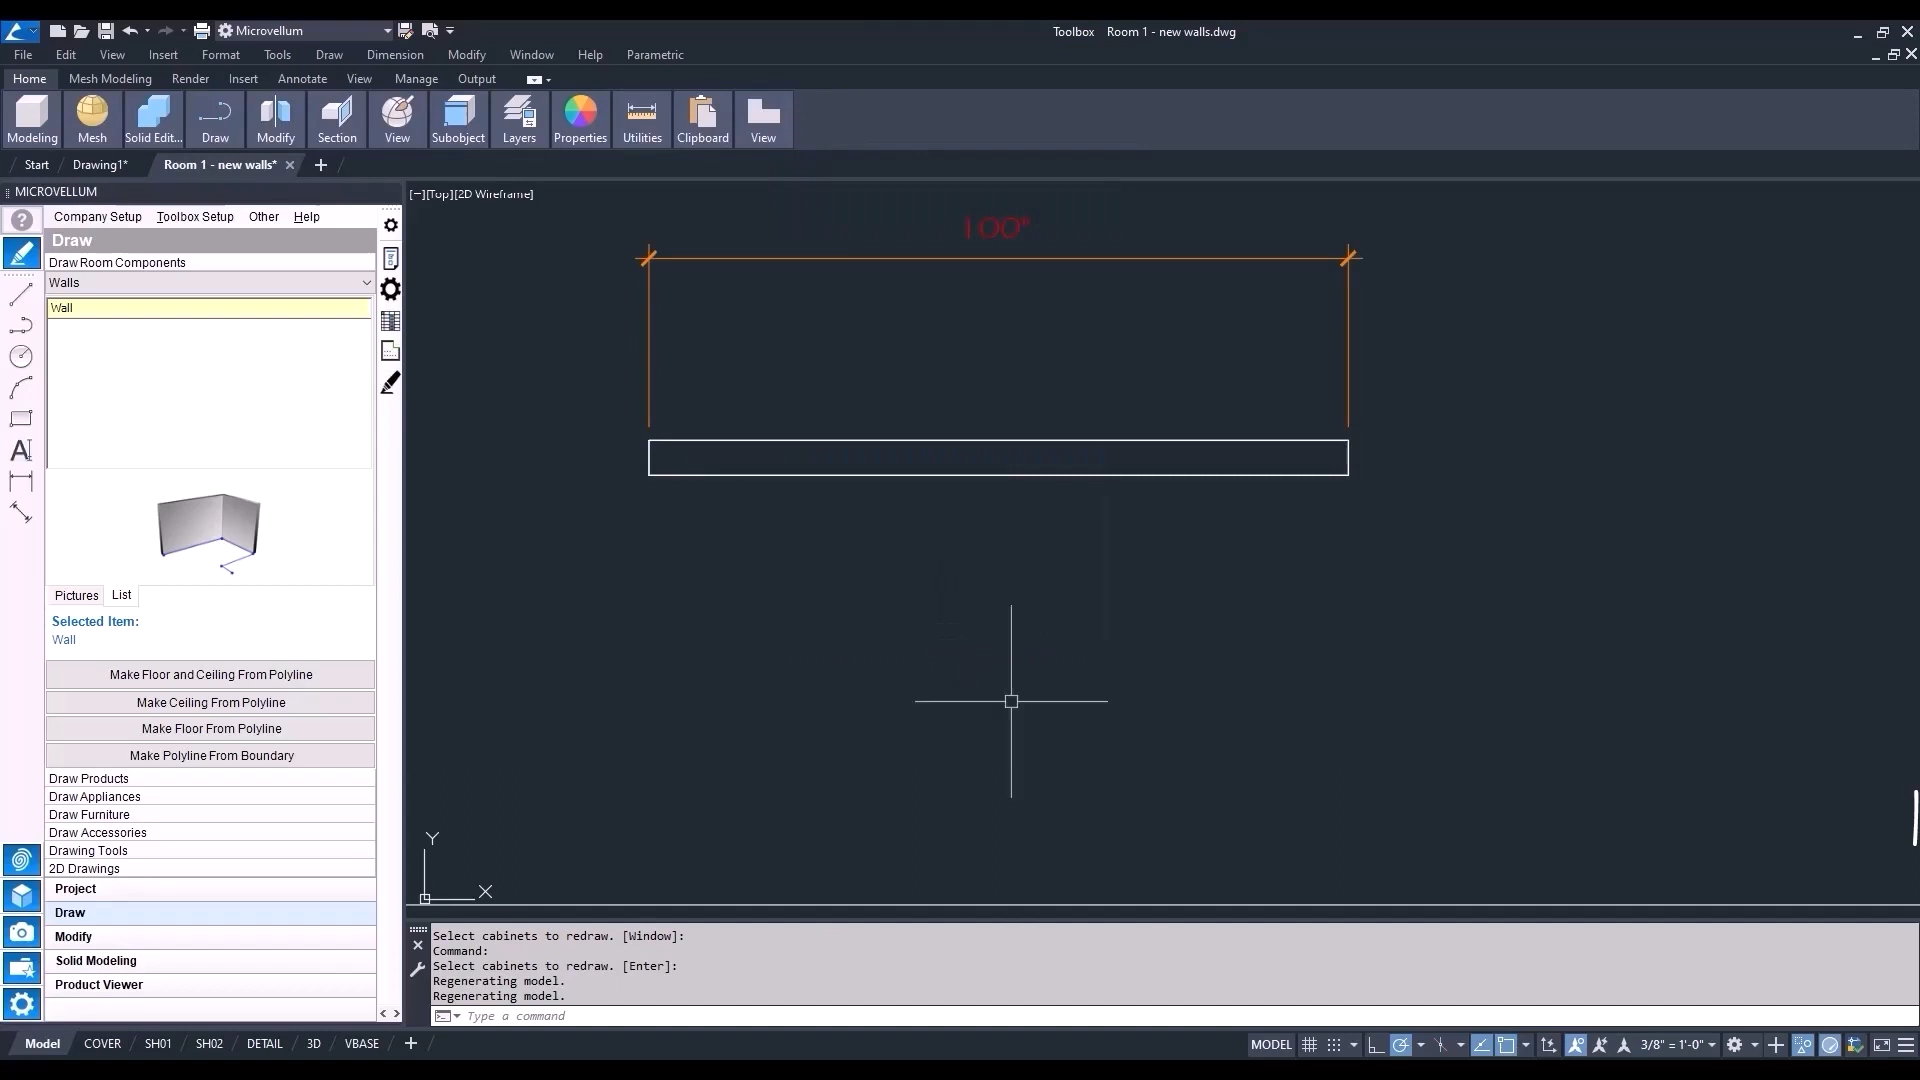 Microvellum
Toolbox Room 1 - new walls.dwg
File Edit View Insert Format Tools Draw Dimension Modify Window Help Parametric
Home Mesh Modeling Render Insert Annotate View Manage Output
Modeling Mesh Solid Edit... Draw Modify Section View Subobject Layers Properties Utilities Clipboard View
Start Drawing1* Room 1 - new walls*
MICROVELLUM
[−][Top][2D Wireframe]
Company Setup Toolbox Setup Other Help
100"
Draw
Draw Room Components
Walls
Wall
Pictures List
Selected Item:
Wall
Make Floor and Ceiling From Polyline
Make Ceiling From Polyline
Make Floor From Polyline
Make Polyline From Boundary
Draw Products
Draw Appliances
Draw Furniture
Draw Accessories
Drawing Tools
2D Drawings
Project
Draw
Modify
Solid Modeling
Product Viewer
Y
X
Select cabinets to redraw. [Window]:
Command:
Select cabinets to redraw. [Enter]:
Regenerating model.
Regenerating model.
Type a command
Model COVER SH01 SH02 DETAIL 3D VBASE
MODEL 3/8" = 1'-0"